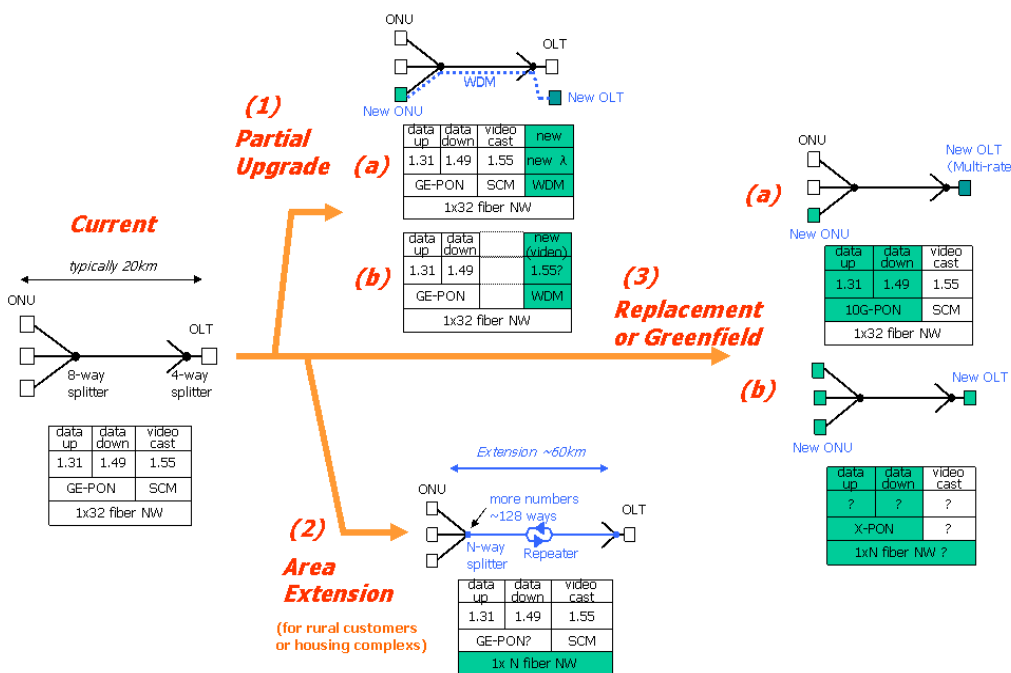 Current
typically 20km
ONU
OLT
8-way
splitter
4-way
splitter
data up
data down
video cast
1.31
1.49
1.55
GE-PON
SCM
1x32 fiber NW
(1)
Partial
Upgrade
ONU
OLT
WDM
New ONU
New OLT
(a)
data up
data down
video cast
new
1.31
1.49
1.55
new λ
GE-PON
SCM
WDM
1x32 fiber NW
(b)
data up
data down
new (video)
1.31
1.49
1.55?
GE-PON
WDM
1x32 fiber NW
(2)
Area
Extension
(for rural customers
or housing complexs)
Extension ~60km
ONU
more numbers
~128 ways
OLT
N-way
splitter
Repeater
data up
data down
video cast
1.31
1.49
1.55
GE-PON?
SCM
1x N fiber NW
(3)
Replacement
or Greenfield
(a)
ONU
New OLT
(Multi-rate
New ONU
data up
data down
video cast
1.31
1.49
1.55
10G-PON
SCM
1x32 fiber NW
(b)
New OLT
New ONU
data up
data down
video cast
?
?
?
X-PON
?
1xN fiber NW ?